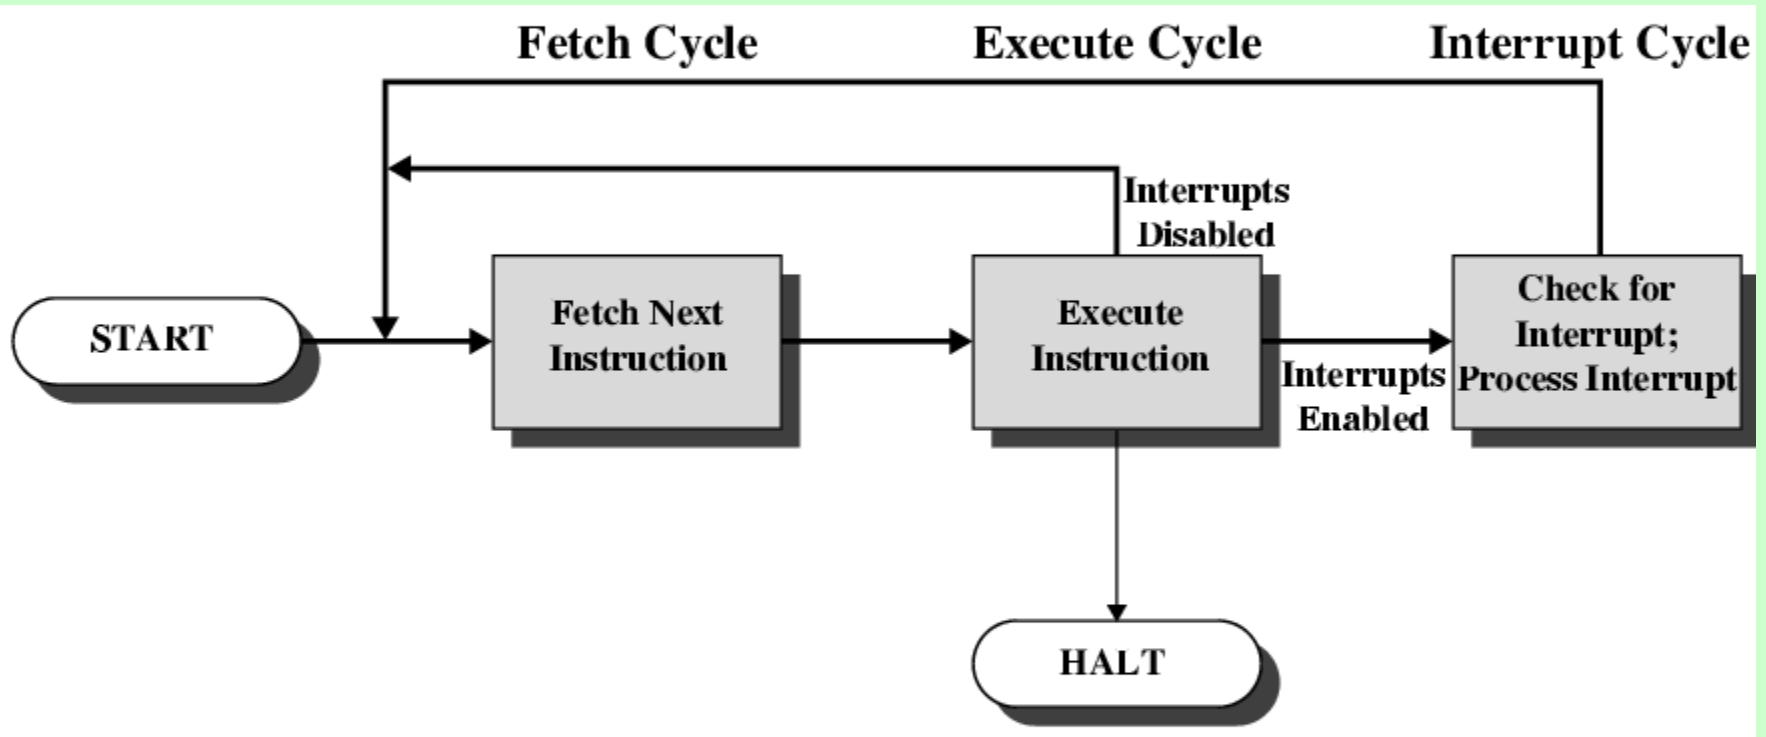 Fetch Cycle
Execute Cycle
Interrupt Cycle
Interrupts
Disabled
START
Fetch Next
Instruction
Execute
Instruction
Interrupts
Enabled
Check for
Interrupt;
Process Interrupt
HALT